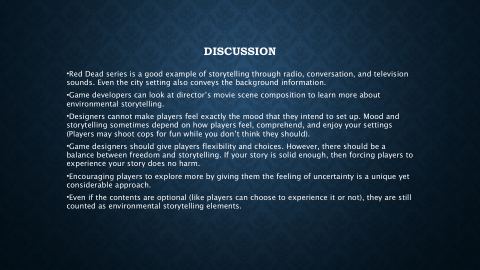 DISCUSSION
•Red Dead series is a good example of storytelling through radio, conversation, and television
sounds. Even the city setting also conveys the background information.
•Game developers can look at director's movie scene composition to learn more about
environmental storytelling.
•Designers cannot make players feel exactly the mood that they intend to set up. Mood and
storytelling sometimes depend on how players feel, comprehend, and enjoy your settings
(Players may shoot cops for fun while you don't think they should).
•Game designers should give players flexibility and choices. However, there should be a
balance between freedom and storytelling. If your story is solid enough, then forcing players to
experience your story does no harm.
•Encouraging players to explore more by giving them the feeling of uncertainty is a unique yet
considerable approach.
•Even if the contents are optional (like players can choose to experience it or not), they are still
counted as environmental storytelling elements.